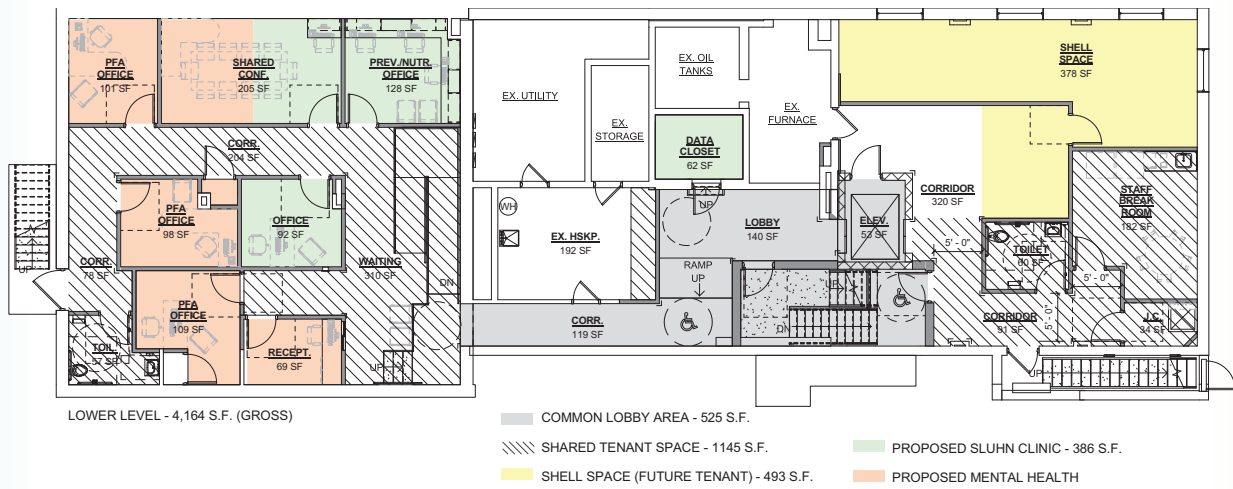 PFA
OFFICE
101 SF
SHARED
CONF.
205 SF
PREV./NUTR.
OFFICE
128 SF
EX. UTILITY
EX. OIL
TANKS
EX.
STORAGE
EX.
FURNACE
DATA
CLOSET
62 SF
UP
SHELL
SPACE
378 SF
CORR.
204 SF
PFA
OFFICE
98 SF
OFFICE
92 SF
CORR.
78 SF
UP
WAITING
310 SF
DN
WH
EX. HSKP.
192 SF
LOBBY
140 SF
RAMP
UP
ELEV.
53 SF
CORRIDOR
320 SF
5' - 0"
TOILET
60 SF
STAFF
BREAK
ROOM
182 SF
5' - 0"
PFA
OFFICE
109 SF
TOIL.
57 SF
RECEPT.
69 SF
UP
CORR.
119 SF
UP
DN
CORRIDOR
91 SF
5' - 0"
J.C.
34 SF
UP
LOWER LEVEL - 4,164 S.F. (GROSS)
COMMON LOBBY AREA - 525 S.F.
SHARED TENANT SPACE - 1145 S.F.
SHELL SPACE (FUTURE TENANT) - 493 S.F.
PROPOSED SLUHN CLINIC - 386 S.F.
PROPOSED MENTAL HEALTH